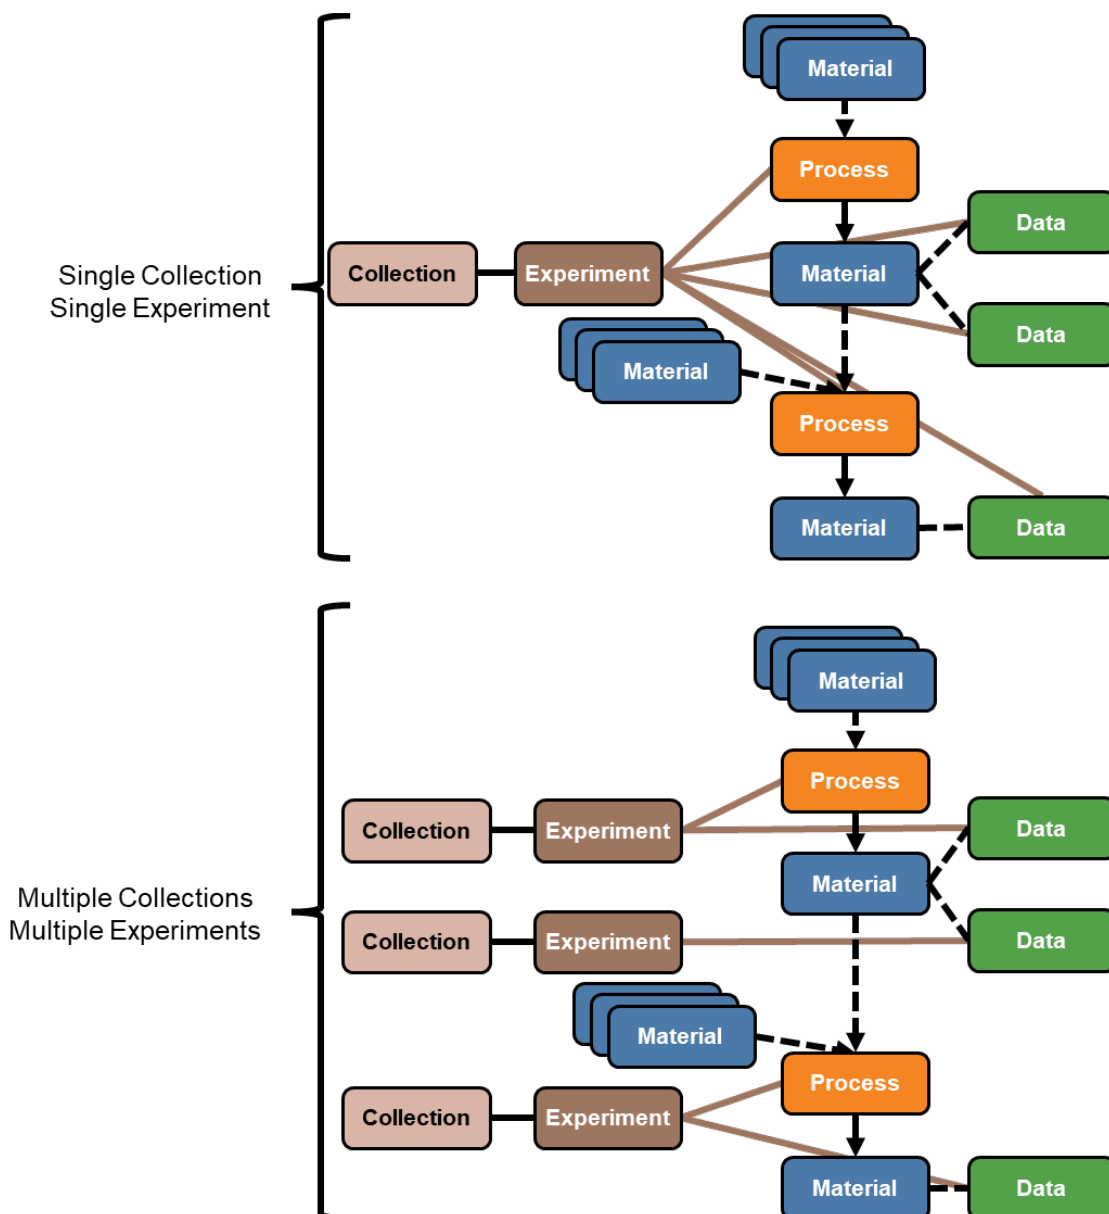 Material
Process
Data
Single Collection
Single Experiment
Collection
Experiment
Material
Data
Material
Process
Material
Data
Material
Process
Collection
Experiment
Data
Material
Multiple Collections
Multiple Experiments
Collection
Experiment
Data
Material
Process
Collection
Experiment
Material
Data